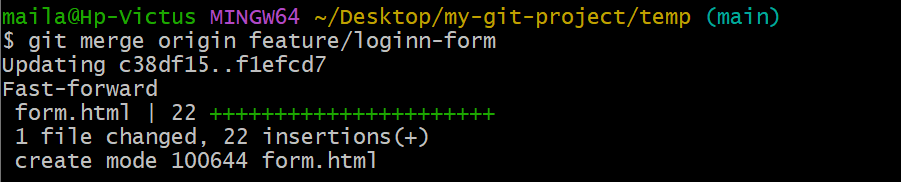 maila@Hp-Victus MINGW64 ~/Desktop/my-git-project/temp (main)
$ git merge origin feature/loginn-form
Updating c38df15..f1efcd7
Fast-forward
 form.html | 22 ++++++++++++++++++++++
 1 file changed, 22 insertions(+)
 create mode 100644 form.html